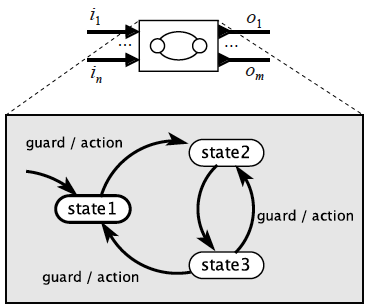 i1 o1
... ...
in om
guard / action
state2
state1
guard / action
guard / action
state3